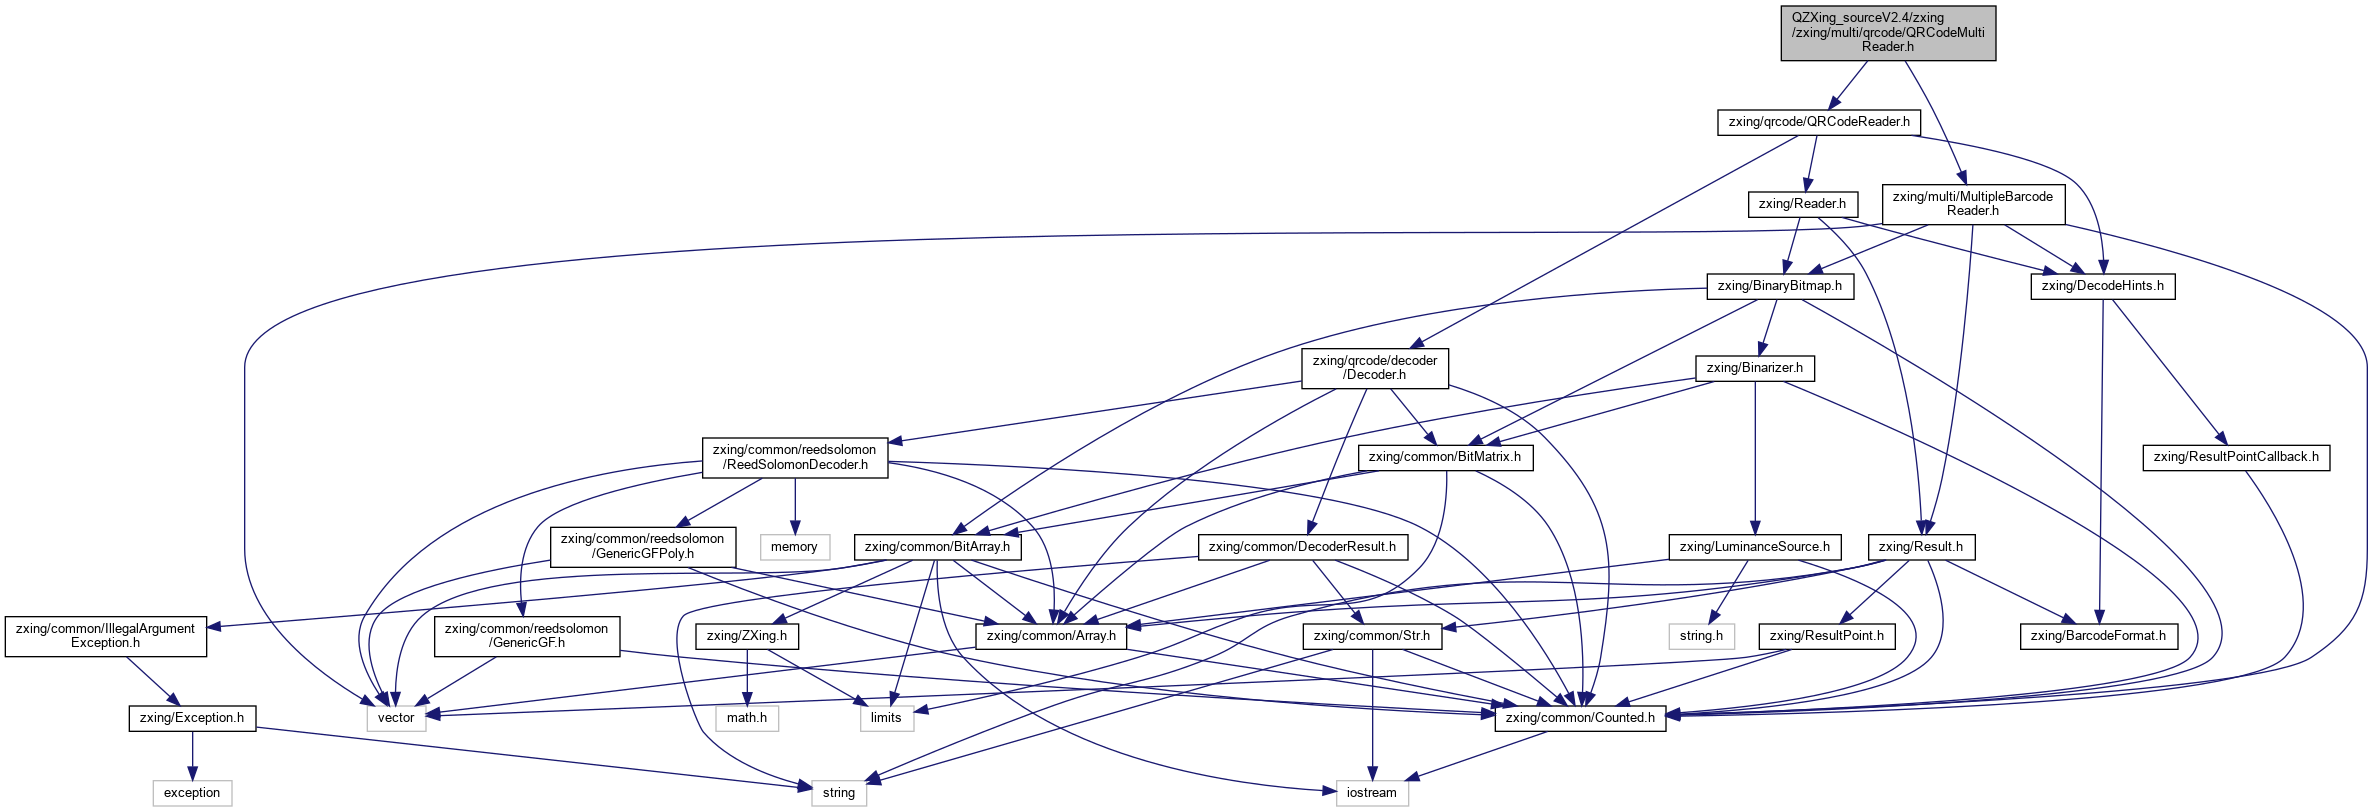 QZXing_sourceV2.4/zxing
/zxing/multi/qrcode/QRCodeMulti
Reader.h
zxing/qrcode/QRCodeReader.h
zxing/Reader.h
zxing/multi/MultipleBarcode
Reader.h
zxing/BinaryBitmap.h
zxing/DecodeHints.h
zxing/qrcode/decoder
/Decoder.h
zxing/Binarizer.h
zxing/common/reedsolomon
/ReedSolomonDecoder.h
zxing/common/BitMatrix.h
zxing/ResultPointCallback.h
zxing/common/reedsolomon
/GenericGFPoly.h
memory
zxing/common/BitArray.h
zxing/common/DecoderResult.h
zxing/LuminanceSource.h
zxing/Result.h
zxing/common/IllegalArgument
Exception.h
zxing/common/reedsolomon
/GenericGF.h
zxing/ZXing.h
zxing/common/Array.h
zxing/common/Str.h
string.h
zxing/ResultPoint.h
zxing/BarcodeFormat.h
zxing/Exception.h
vector
math.h
limits
zxing/common/Counted.h
exception
string
iostream